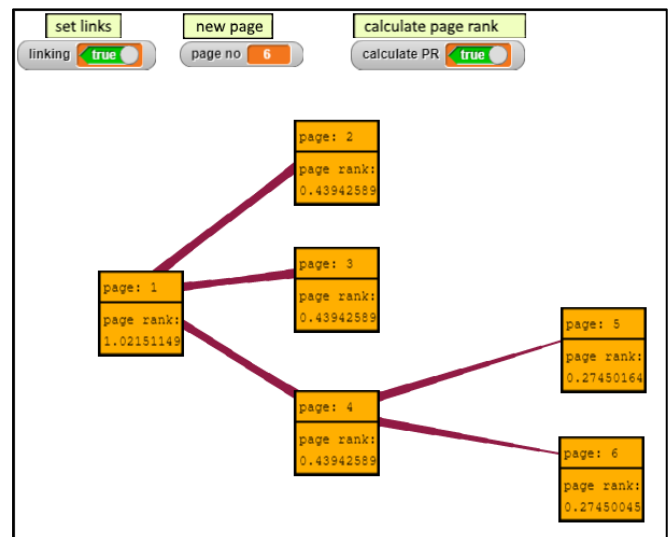 set links
new page
calculate page rank
linking true
page no 6
calculate PR true
page: 2
page rank:
0.43942589
page: 3
page rank:
0.43942589
page: 1
page rank:
1.02151149
page: 5
page rank:
0.27450164
page: 4
page rank:
0.43942589
page: 6
page rank:
0.27450045